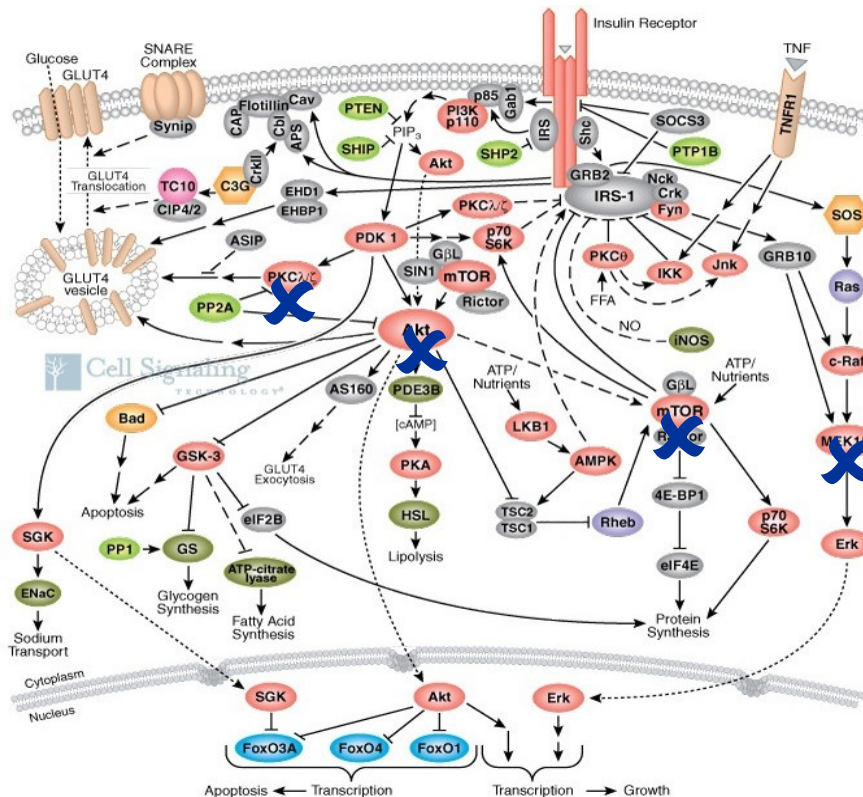 Insulin Receptor
SNARE
Complex
TNF
Glucose
GLUT4
TNFR1
Synip
CAP
Flotillin
Cbl
Cav
APS
CrkII
PTEN
SHIP
PIP3
Akt
PI3K
p110
p85
Gab1
SHP2
IRS
Shc
SOCS3
PTP1B
GLUT4
Translocation
TC10
CIP4/2
C3G
EHD1
EHBP1
PKCλ/ζ
GRB2
IRS-1
Nck
Crk
Fyn
SOS
ASIP
PDK 1
p70
S6K
GβL
SIN1
mTOR
Rictor
PKCθ
FFA
IKK
Jnk
GRB10
Ras
GLUT4
vesicle
PKCλ/ζ
PP2A
Akt
NO
iNOS
c-Raf
Cell Signaling
TECHNOLOGY®
AS160
PDE3B
[cAMP]
ATP/
Nutrients
LKB1
AMPK
GβL
mTOR
ATP/
Nutrients
Bad
GSK-3
GLUT4
Exocytosis
PKA
HSL
Lipolysis
TSC2
TSC1
Rheb
4E-BP1
eIF4E
p70
S6K
Erk
Apoptosis
SGK
PP1
GS
eIF2B
ATP-citrate
lyase
ENaC
Glycogen
Synthesis
Fatty Acid
Synthesis
Protein
Synthesis
Sodium
Transport
Cytoplasm
Nucleus
SGK
Akt
Erk
FoxO3A
FoxO4
FoxO1
Apoptosis
Transcription
Transcription
Growth